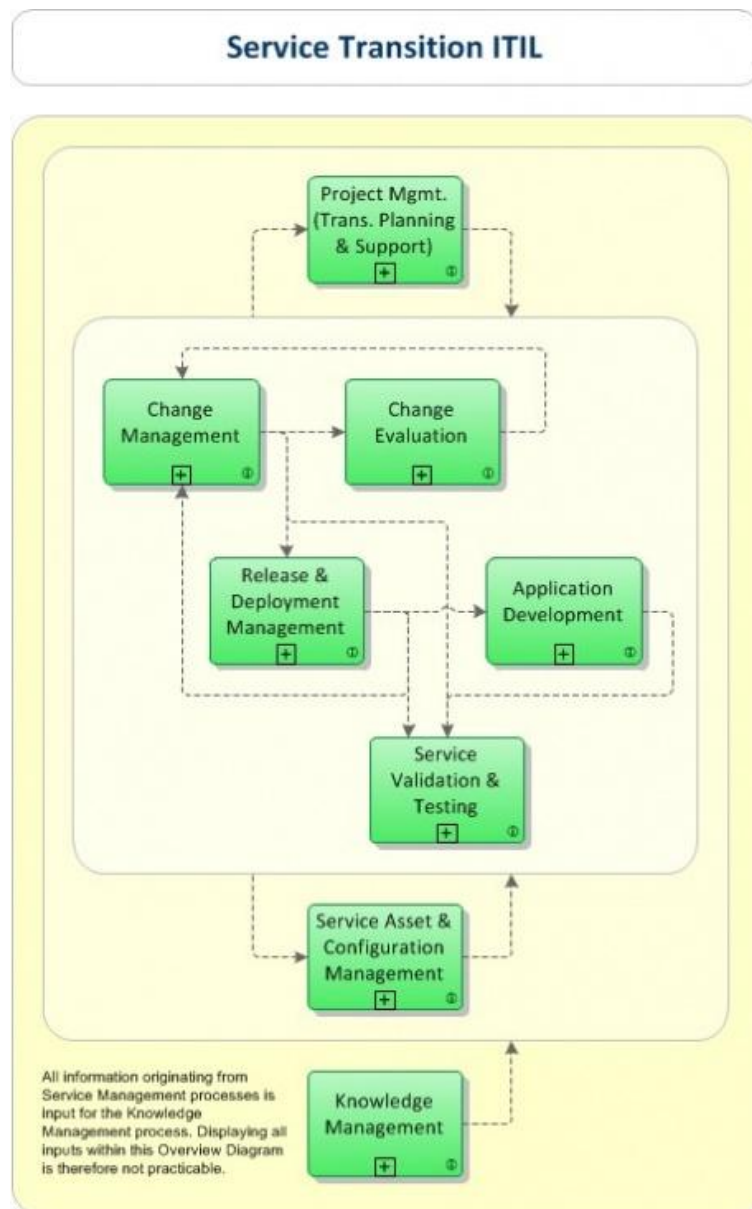 Service Transition ITIL
Project Mgmt.
(Trans. Planning
& Support)
Change
Management
Change
Evaluation
Release &
Deployment
Management
Application
Development
Service
Validation &
Testing
Service Asset &
Configuration
Management
All information originating from
Service Management processes is
input for the Knowledge
Management process. Displaying all
inputs within this Overview Diagram
is therefore not practicable.
Knowledge
Management